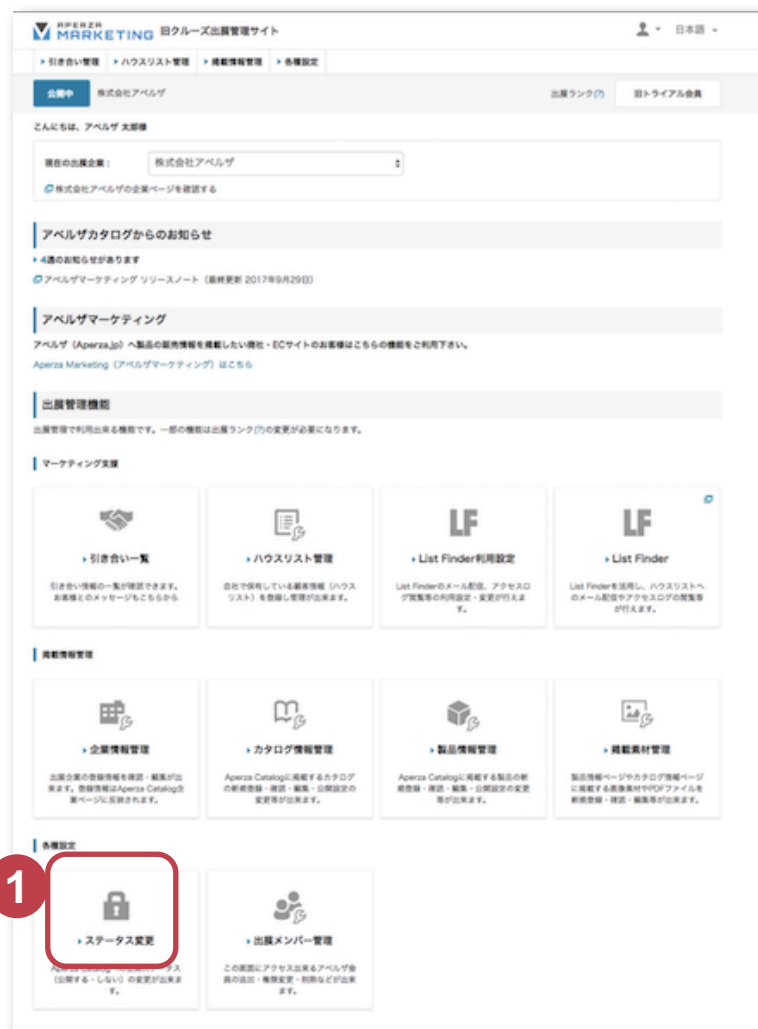 APERZA
MARKETING 旧クルーズ出展管理サイト
日本語
引き合い管理 ハウスリスト管理 掲載情報管理 各種設定
公開中 株式会社アペルザ 出展ランク(?) 旧トライアル会員
こんにちは、アペルザ 太郎様
現在の出展企業： 株式会社アペルザ
株式会社アペルザの企業ページを確認する
アペルザカタログからのお知らせ
4通のお知らせがあります
アペルザマーケティング リリースノート（最終更新 2017年9月29日）
アペルザマーケティング
アペルザ（Aperza.jp）へ製品の販売情報を掲載したい商社・ECサイトのお客様はこちらの機能をご利用下さい。
Aperza Marketing（アペルザマーケティング）はこちら
出展管理機能
出展管理で利用出来る機能です。一部の機能は出展ランク(?)の変更が必要になります。
マーケティング支援
引き合い一覧
引き合い情報の一覧が確認できます。
お客様とのメッセージもこちらから
ハウスリスト管理
自社で保有している顧客情報（ハウス
リスト）を登録し管理が出来ます。
LF
List Finder利用設定
List Finderのメール配信、アクセスロ
グ閲覧等の利用設定・変更が行えま
す。
LF
List Finder
List Finderを活用し、ハウスリストへ
のメール配信やアクセスログの閲覧等
が行えます。
掲載情報管理
企業情報管理
出展企業の登録情報を確認・編集が出
来ます。登録情報はAperza Catalog企
業ページに反映されます。
カタログ情報管理
Aperza Catalogに掲載するカタログ
の新規登録・確認・編集・公開設定の
変更等が出来ます。
製品情報管理
Aperza Catalogに掲載する製品の新
規登録・確認・編集・公開設定の変更
等が出来ます。
掲載素材管理
製品情報ページやカタログ情報ページ
に掲載する画像素材やPDFファイルを
新規登録・確認・編集等が出来ます。
各種設定
1
ステータス変更
（公開する・しない）の変更が出来ま
す。
出展メンバー管理
この画面にアクセス出来るアペルザ会
員の追加・権限変更・削除などが出来
ます。